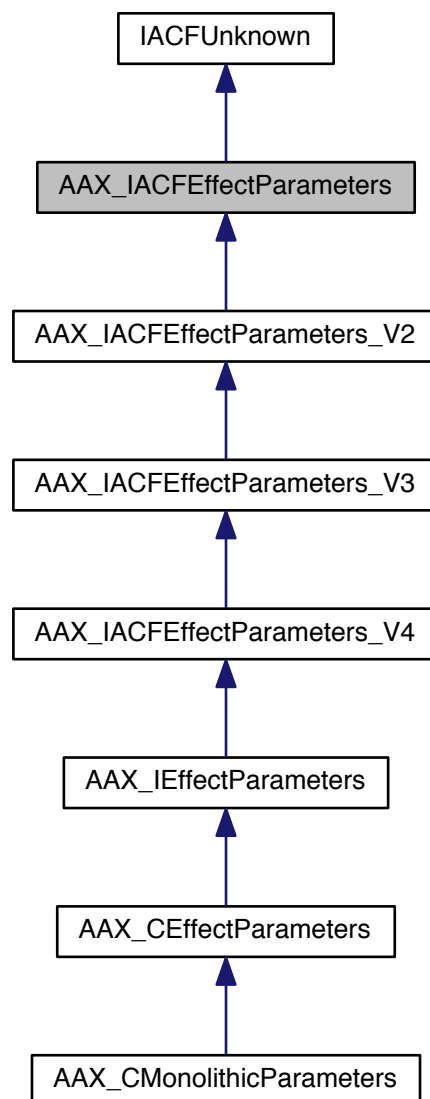 IACFUnknown
AAX_IACFEffectParameters
AAX_IACFEffectParameters_V2
AAX_IACFEffectParameters_V3
AAX_IACFEffectParameters_V4
AAX_IEffectParameters
AAX_CEffectParameters
AAX_CMonolithicParameters